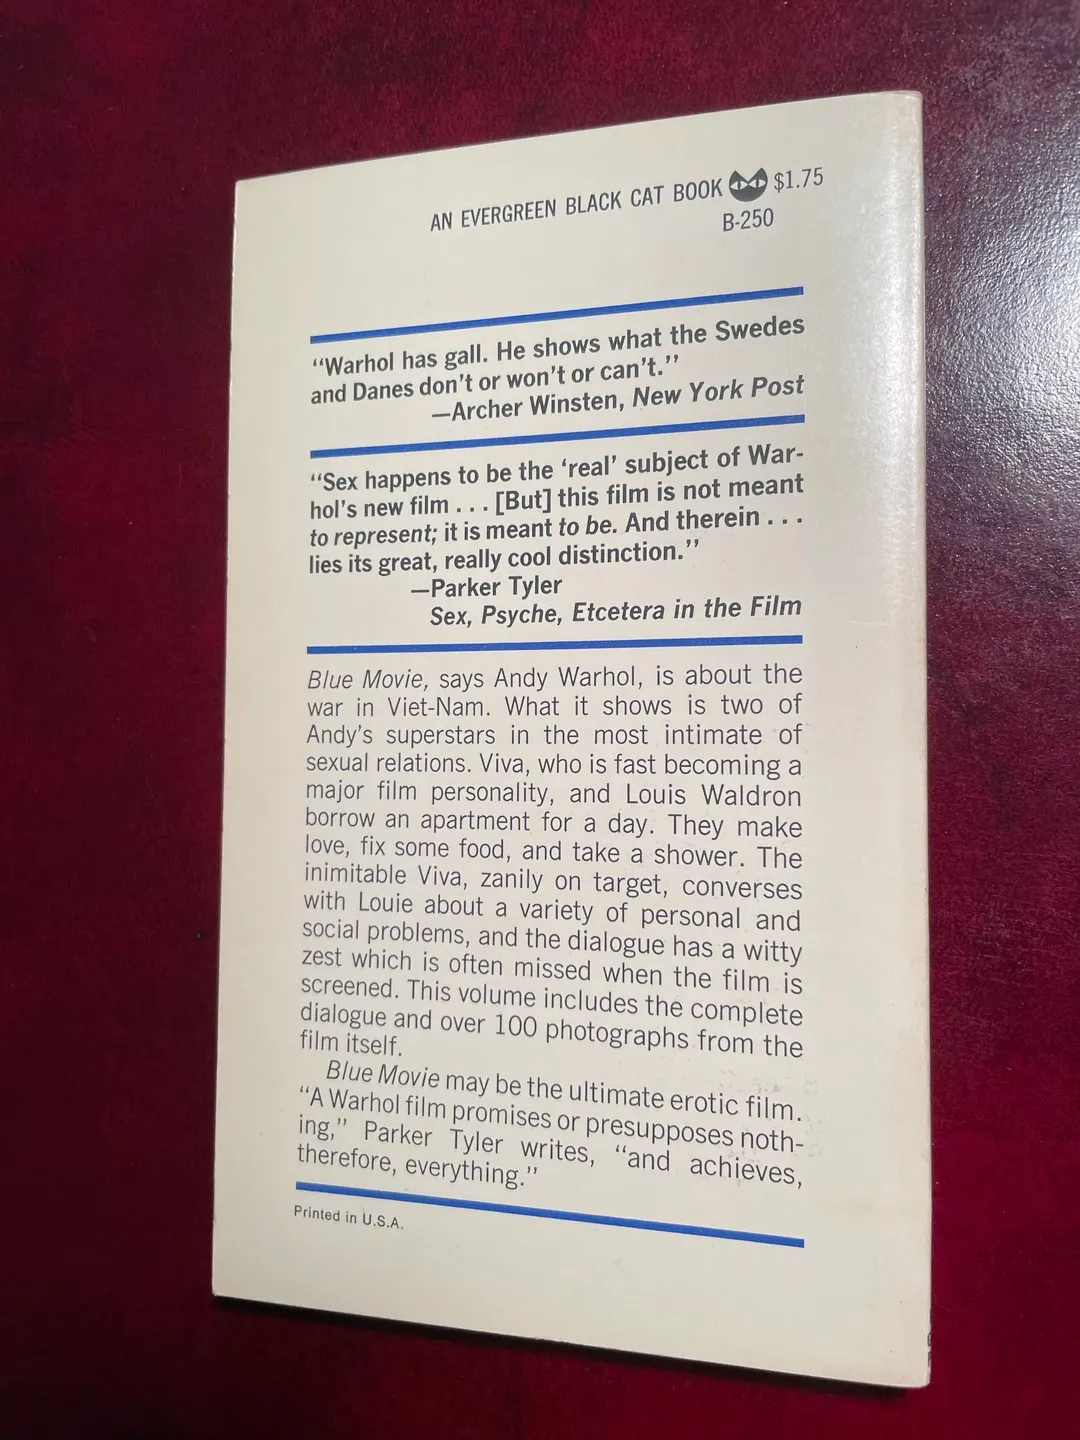 AN EVERGREEN BLACK CAT BOOK $1.75
B-250
“Warhol has gall. He shows what the Swedes
and Danes don’t or won’t or can’t.”
—Archer Winsten, New York Post
“Sex happens to be the ‘real’ subject of War-
hol’s new film . . . [But] this film is not meant
to represent; it is meant to be. And therein . . .
lies its great, really cool distinction.”
—Parker Tyler
Sex, Psyche, Etcetera in the Film
Blue Movie, says Andy Warhol, is about the
war in Viet-Nam. What it shows is two of
Andy’s superstars in the most intimate of
sexual relations. Viva, who is fast becoming a
major film personality, and Louis Waldron
borrow an apartment for a day. They make
love, fix some food, and take a shower. The
inimitable Viva, zanily on target, converses
with Louie about a variety of personal and
social problems, and the dialogue has a witty
zest which is often missed when the film is
screened. This volume includes the complete
dialogue and over 100 photographs from the
film itself.
Blue Movie may be the ultimate erotic film.
“A Warhol film promises or presupposes noth-
ing,” Parker Tyler writes, “and achieves,
therefore, everything.”
Printed in U.S.A.